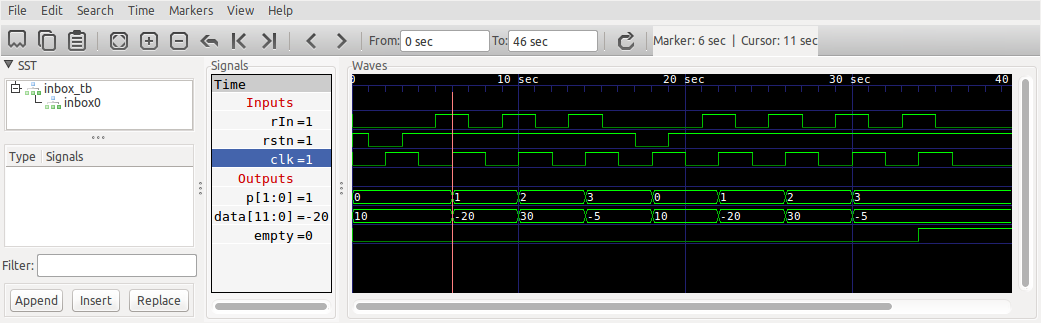 File Edit Search Time Markers View Help
From: 0 sec To: 46 sec Marker: 6 sec | Cursor: 11 sec
SST
inbox_tb
inbox0
Type Signals
Filter:
Append Insert Replace
Signals
Time
Inputs
rIn =1
rstn =1
clk =1
Outputs
p[1:0] =1
data[11:0] =-20
empty =0
Waves
0 10 sec 20 sec 30 sec 40
0 1 2 3 0 1 2 3
10 -20 30 -5 10 -20 30 -5